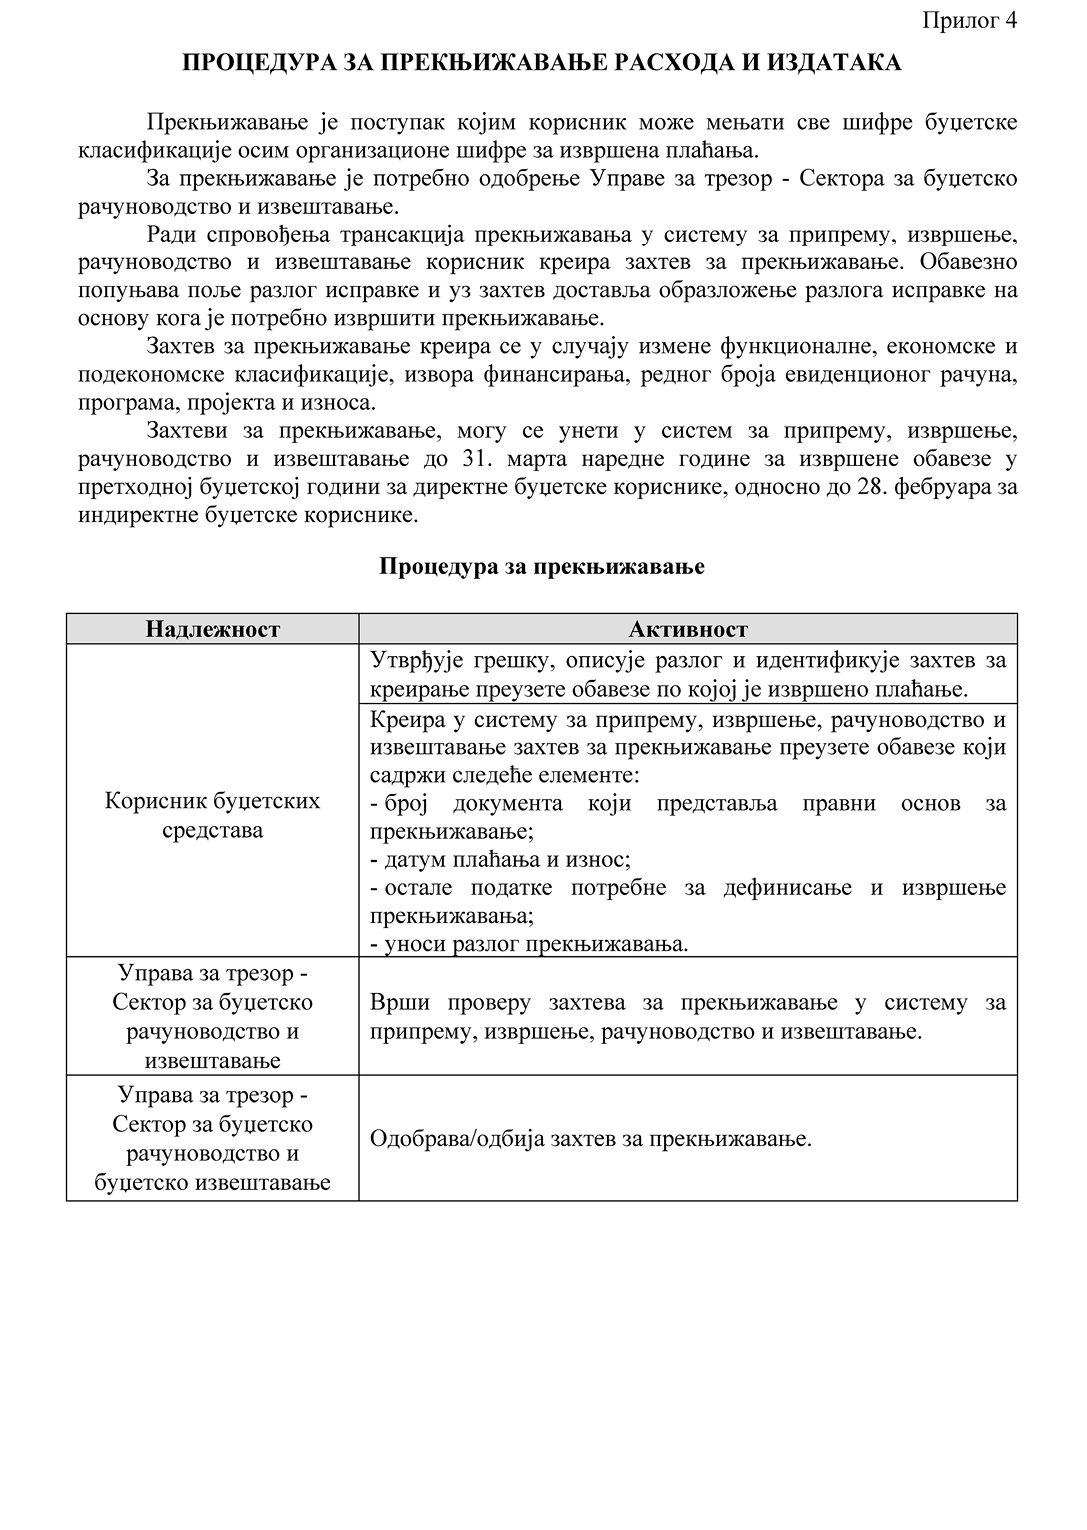 Прилог 4
ПРОЦЕДУРА ЗА ПРЕКЊИЖАВАЊЕ РАСХОДА И ИЗДАТАКА
Прекњижавање је поступак којим корисник може мењати све шифре буџетске
класификације осим организационе шифре за извршена плаћања.
За прекњижавање је потребно одобрење Управе за трезор - Сектора за буџетско
рачуноводство и извештавање.
Ради спровођења трансакција прекњижавања у систему за припрему, извршење,
рачуноводство и извештавање корисник креира захтев за прекњижавање. Обавезно
попуњава поље разлог исправке и уз захтев доставља образложење разлога исправке на
основу кога је потребно извршити прекњижавање.
Захтев за прекњижавање креира се у случају измене функционалне, економске и
подекономске класификације, извора финансирања, редног броја евиденционог рачуна,
програма, пројекта и износа.
Захтеви за прекњижавање, могу се унети у систем за припрему, извршење,
рачуноводство и извештавање до 31. марта наредне године за извршене обавезе у
претходној буџетској години за директне буџетске кориснике, односно до 28. фебруара за
индиректне буџетске кориснике.
Процедура за прекњижавање
Надлежност
Активност
Корисник буџетских
средстава
Утврђује грешку, описује разлог и идентификује захтев за
креирање преузете обавезе по којој је извршено плаћање.
Креира у систему за припрему, извршење, рачуноводство и
извештавање захтев за прекњижавање преузете обавезе који
садржи следеће елементе:
- број документа који представља правни основ за
прекњижавање;
- датум плаћања и износ;
- остале податке потребне за дефинисање и извршење
прекњижавања;
- уноси разлог прекњижавања.
Управа за трезор -
Сектор за буџетско
рачуноводство и
извештавање
Врши проверу захтева за прекњижавање у систему за
припрему, извршење, рачуноводство и извештавање.
Управа за трезор -
Сектор за буџетско
рачуноводство и
буџетско извештавање
Одобрава/одбија захтев за прекњижавање.